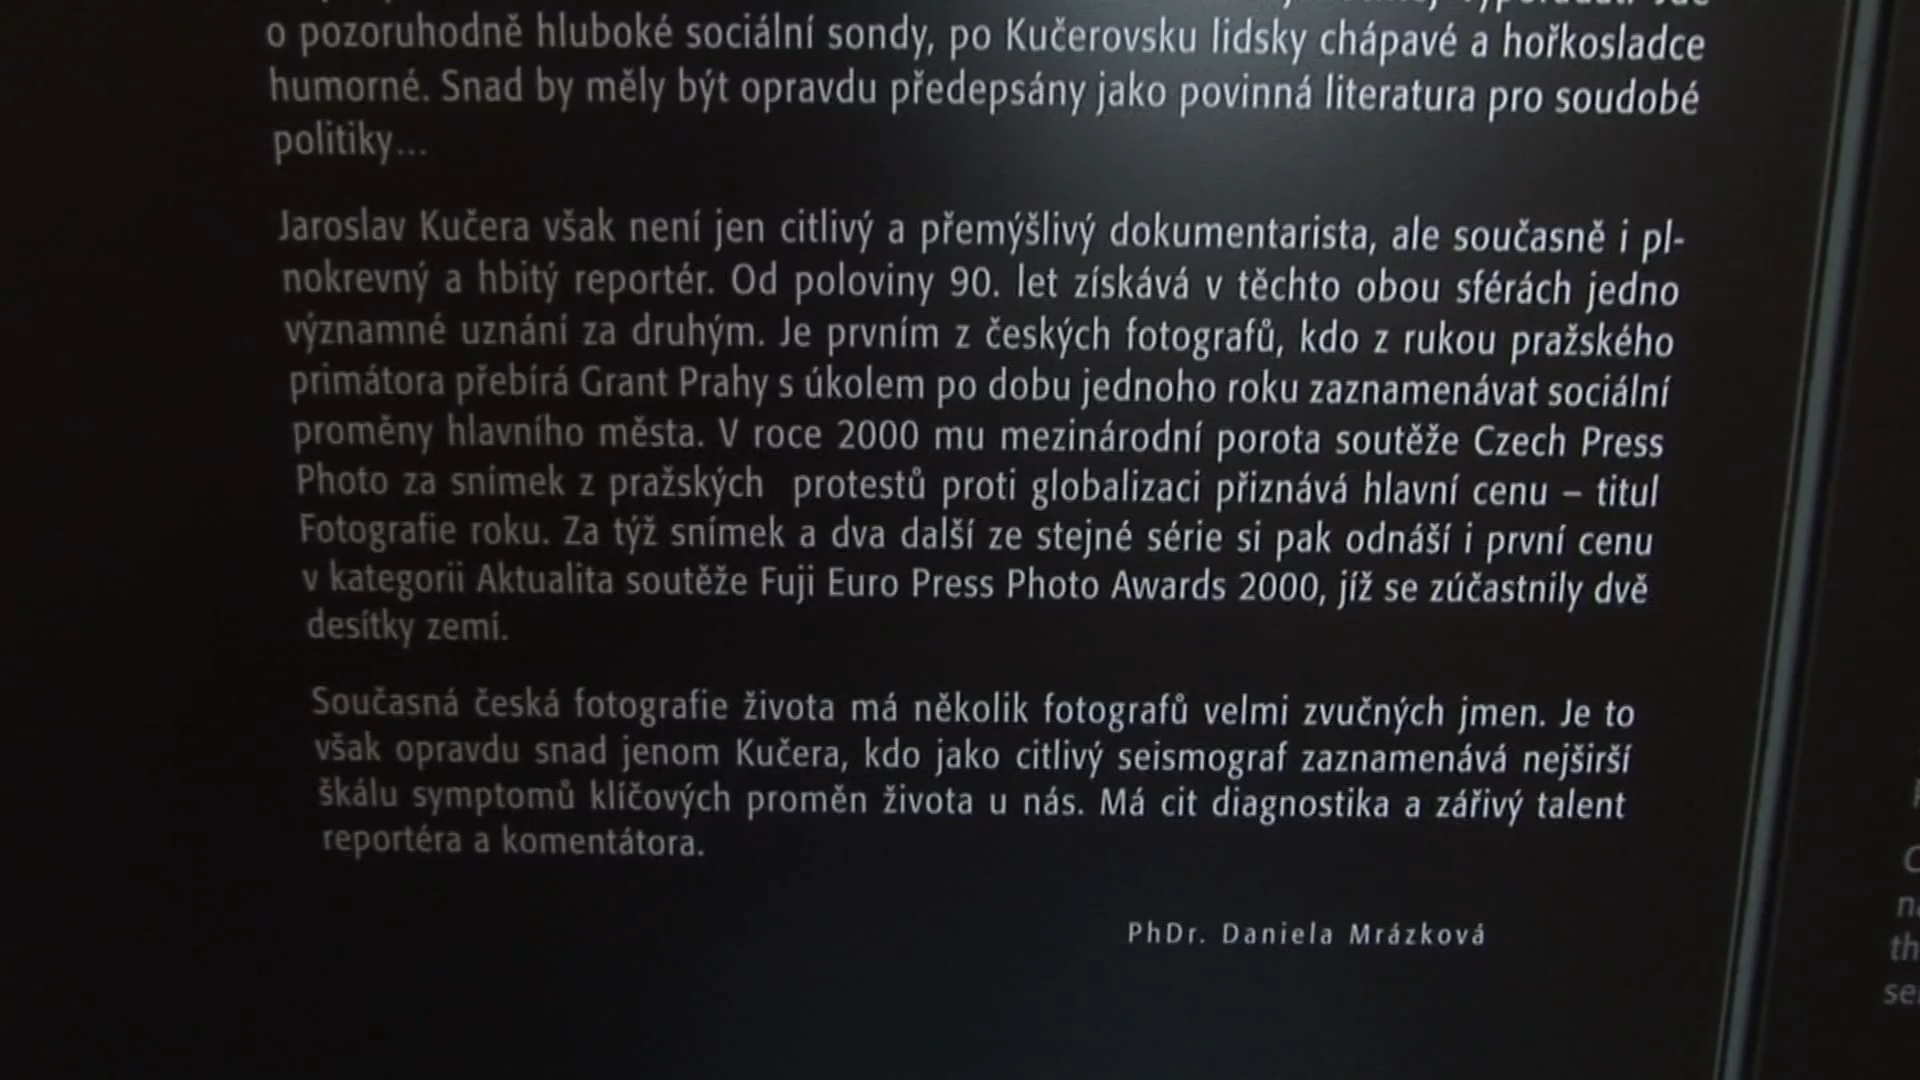 o pozoruhodně hluboké sociální sondy, po Kučerovsku lidsky chápavé a hořkosladce
humorné. Snad by měly být opravdu předepsány jako povinná literatura pro soudobé
politiky...
Jaroslav Kučera však není jen citlivý a přemýšlivý dokumentarista, ale současně i pl-
nokrevný a hbitý reportér. Od poloviny 90. let získává v těchto obou sférách jedno
významné uznání za druhým. Je prvním z českých fotografů, kdo z rukou pražského
primátora přebírá Grant Prahy s úkolem po dobu jednoho roku zaznamenávat sociální
proměny hlavního města. V roce 2000 mu mezinárodní porota soutěže Czech Press
Photo za snímek z pražských protestů proti globalizaci přiznává hlavní cenu – titul
Fotografie roku. Za týž snímek a dva další ze stejné série si pak odnáší i první cenu
v kategorii Aktualita soutěže Fuji Euro Press Photo Awards 2000, jíž se zúčastnily dvě
desítky zemí.
Současná česká fotografie života má několik fotografů velmi zvučných jmen. Je to
však opravdu snad jenom Kučera, kdo jako citlivý seismograf zaznamenává nejširší
škálu symptomů klíčových proměn života u nás. Má cit diagnostika a zářivý talent
reportéra a komentátora.
PhDr. Daniela Mrázková